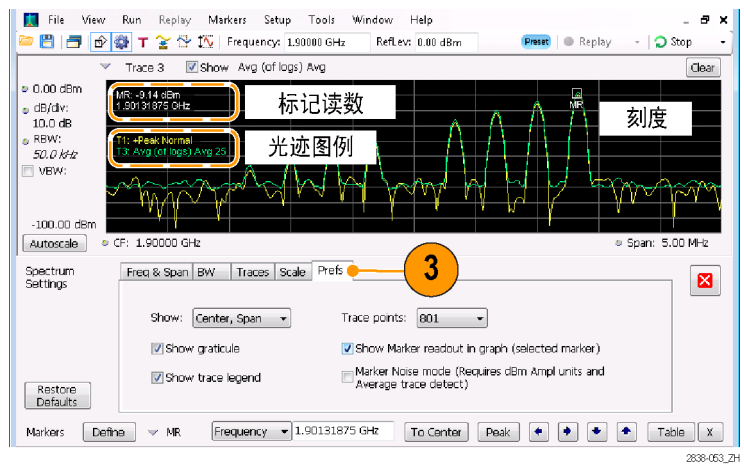 File View Run Replay Markers Setup Tools Window Help
Frequency: 1.90000 GHz RefLev: 0.00 dBm Preset Replay Stop
Trace 3 Show Avg (of logs) Avg Clear
0.00 dBm
dB/div:
10.0 dB
RBW:
50.0 kHz
VBW:
-100.00 dBm
MR: -9.14 dBm
1.90131875 GHz
标记读数
T1: +Peak Normal
T3: Avg (of logs) Avg 25
光迹图例
MR
刻度
Autoscale CF: 1.90000 GHz Span: 5.00 MHz
Spectrum
Settings
Freq & Span BW Traces Scale Prefs
3
Show: Center, Span Trace points: 801
Show graticule Show Marker readout in graph (selected marker)
Show trace legend Marker Noise mode (Requires dBm Ampl units and
Average trace detect)
Restore
Defaults
Markers Define MR Frequency 1.90131875 GHz To Center Peak Table X
2838-053_ZH